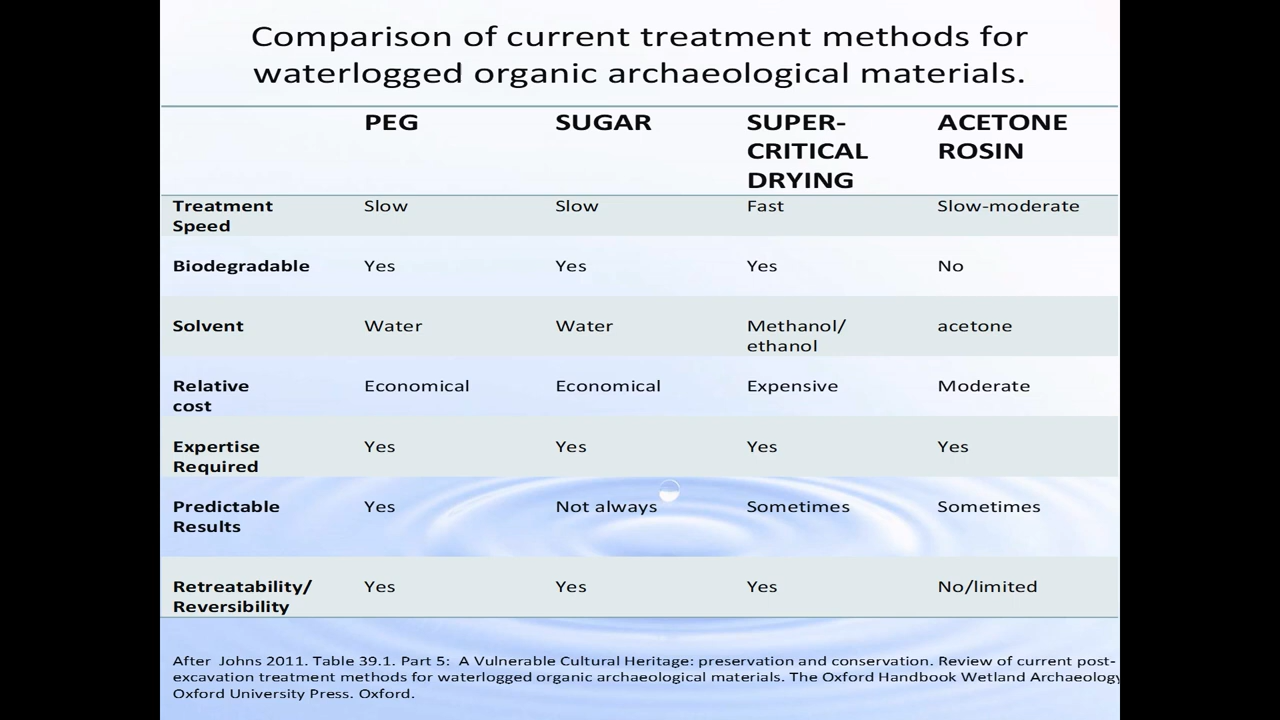 Comparison of current treatment methods for
waterlogged organic archaeological materials.
PEG SUGAR SUPER- ACETONE
CRITICAL ROSIN
DRYING
Treatment Slow Slow Fast Slow-moderate
Speed
Biodegradable Yes Yes Yes No
Solvent Water Water Methanol/ acetone
ethanol
Relative Economical Economical Expensive Moderate
cost
Expertise Yes Yes Yes Yes
Required
Predictable Yes Not always Sometimes Sometimes
Results
Retreatability/ Yes Yes Yes No/limited
Reversibility
After Johns 2011. Table 39.1. Part 5: A Vulnerable Cultural Heritage: preservation and conservation. Review of current post-
excavation treatment methods for waterlogged organic archaeological materials. The Oxford Handbook Wetland Archaeology
Oxford University Press. Oxford.